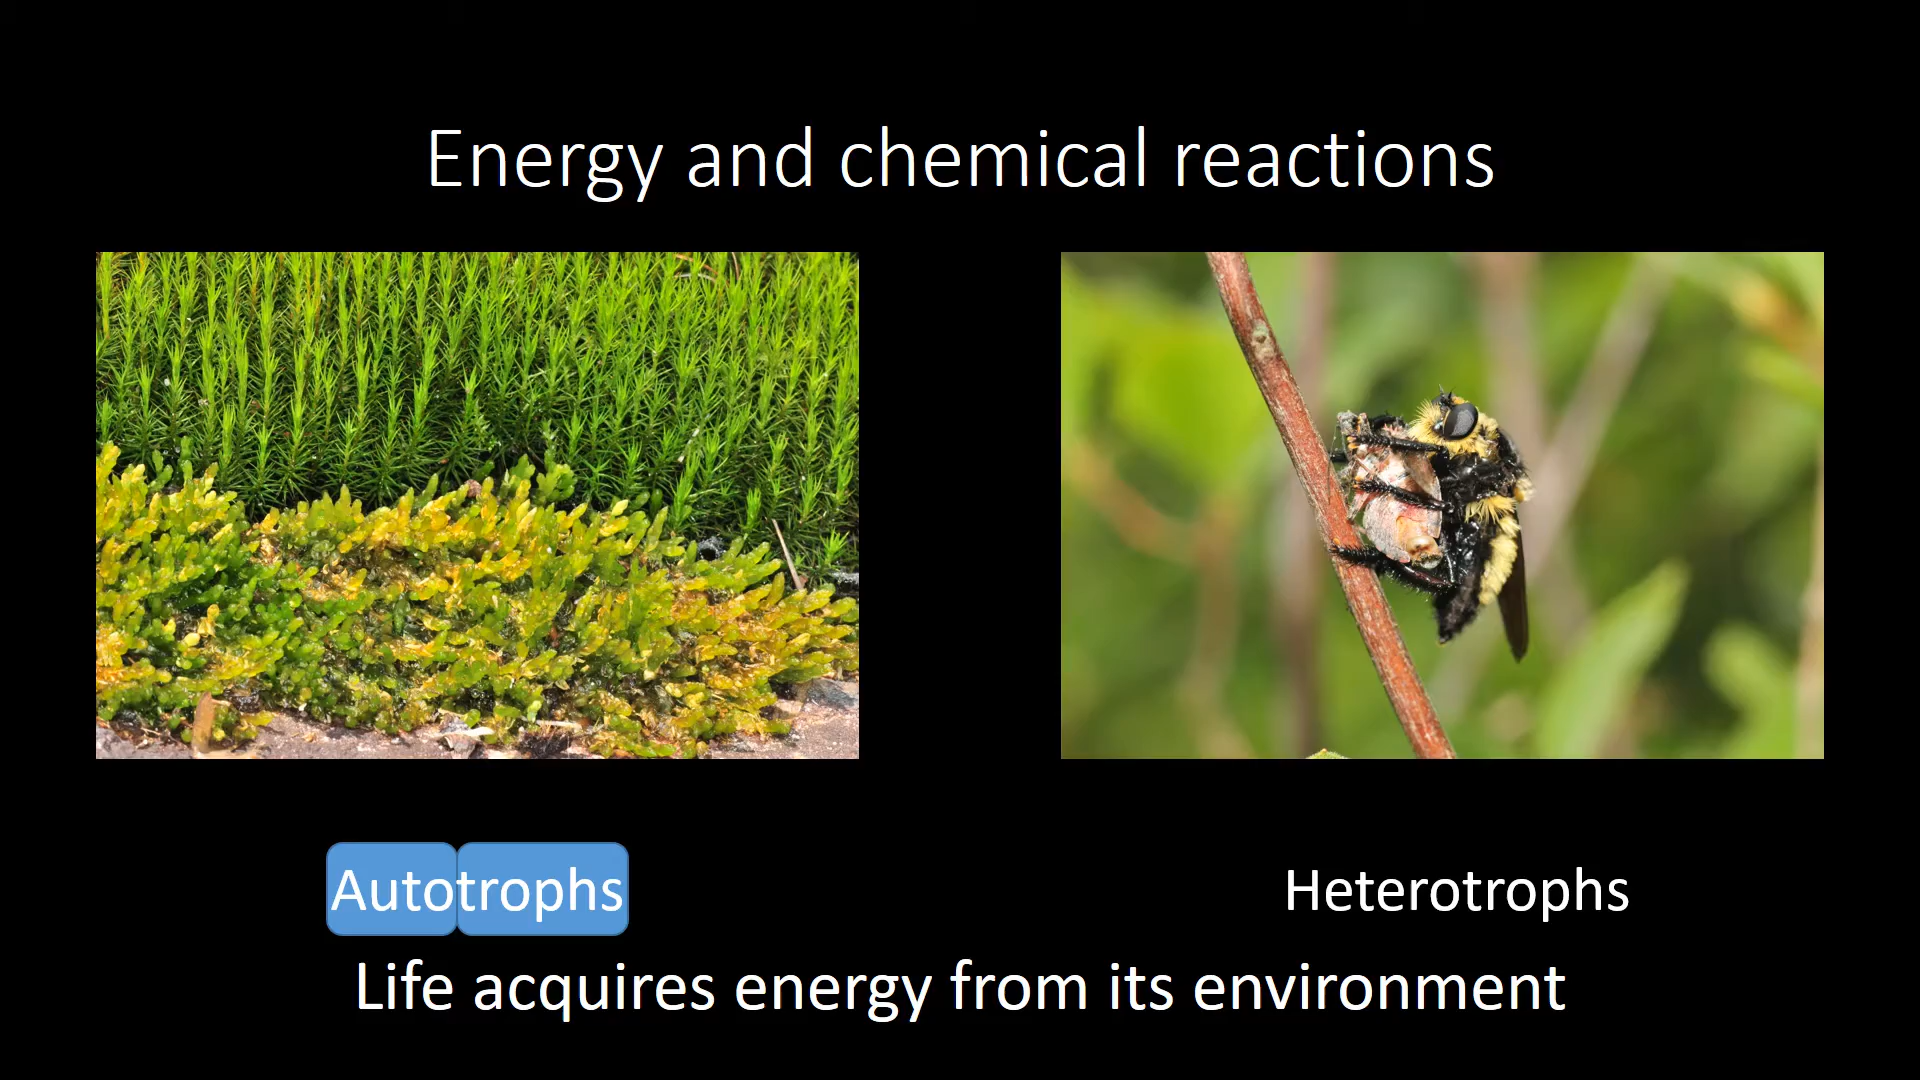 Energy and chemical reactions
Autotrophs
Heterotrophs
Life acquires energy from its environment